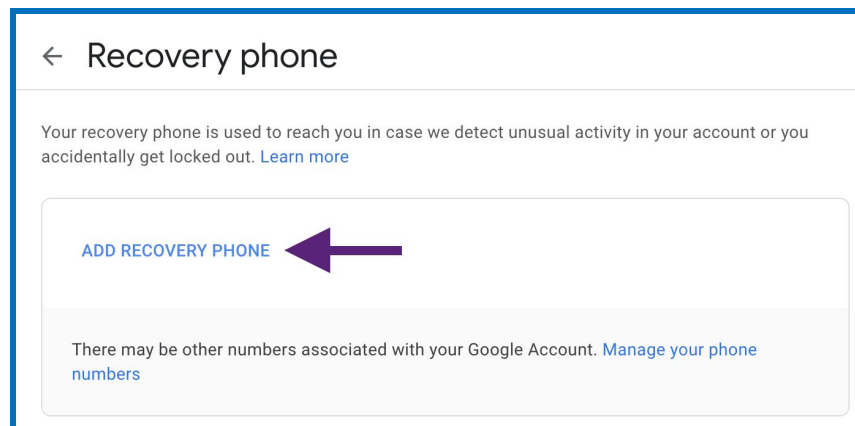 Recovery phone
Your recovery phone is used to reach you in case we detect unusual activity in your account or you
accidentally get locked out. Learn more
ADD RECOVERY PHONE
There may be other numbers associated with your Google Account. Manage your phone
numbers